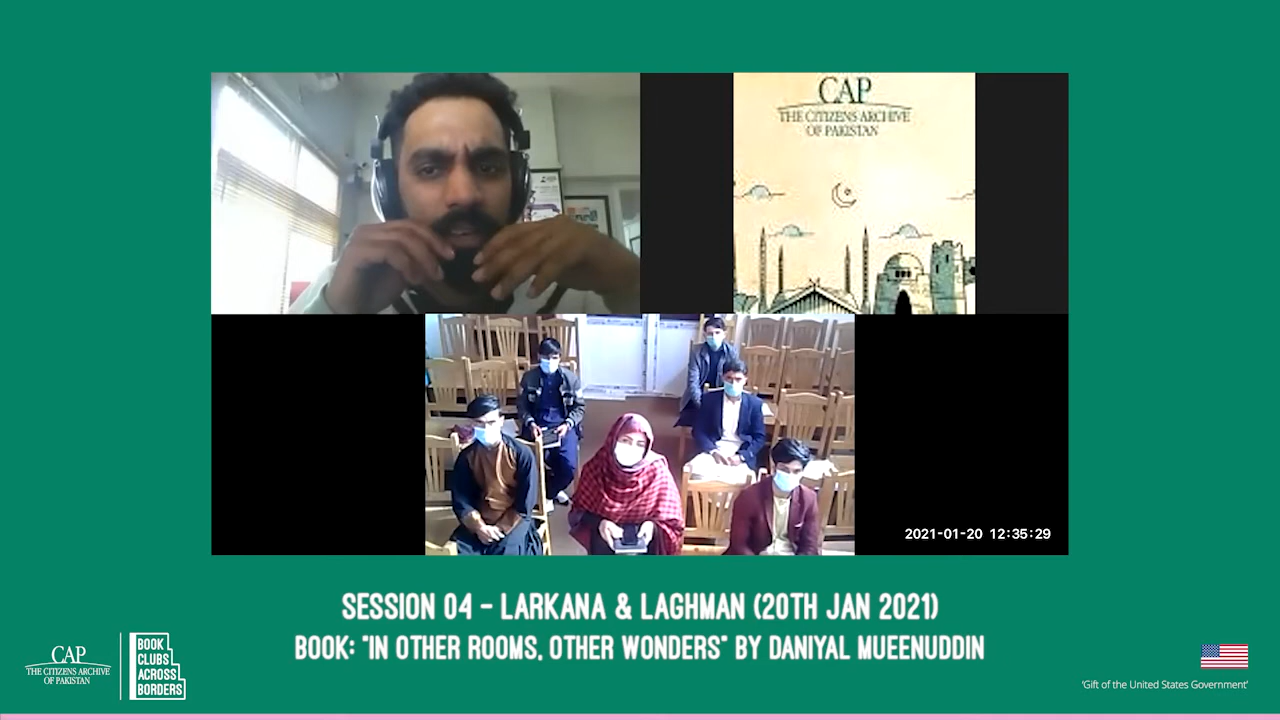 CAP
THE CITIZENS ARCHIVE
OF PAKISTAN
2021-01-20 12:35:29
SESSION 04 - LARKANA & LAGHMAN (20TH JAN 2021)
BOOK: "IN OTHER ROOMS, OTHER WONDERS" BY DANIYAL MUEENUDDIN
CAP
THE CITIZENS ARCHIVE
OF PAKISTAN
BOOK
CLUBS
ACROSS
BORDERS
'Gift of the United States Government'